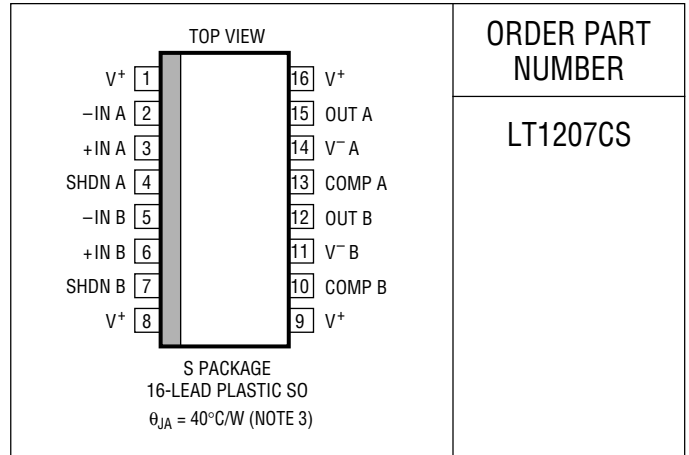 TOP VIEW
V+ 1 16 V+
–IN A 2 15 OUT A
+IN A 3 14 V– A
SHDN A 4 13 COMP A
–IN B 5 12 OUT B
+IN B 6 11 V– B
SHDN B 7 10 COMP B
V+ 8 9 V+
S PACKAGE
16-LEAD PLASTIC SO
θJA = 40°C/W (NOTE 3)
ORDER PART
NUMBER
LT1207CS